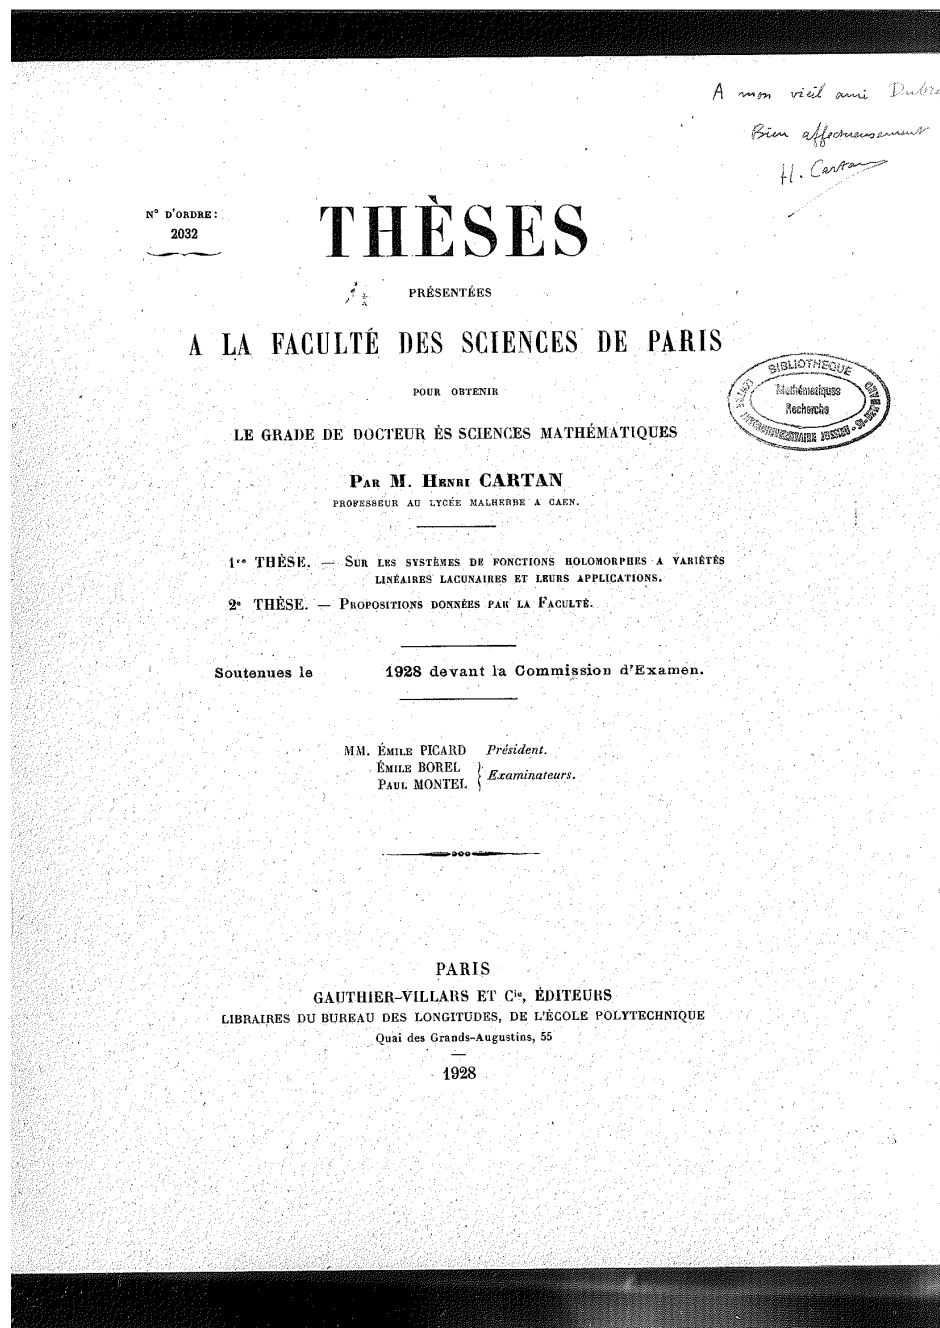 A mon vieil ami
Bien affectueusement
H. Cartan
N° D'ORDRE:
2032
THÈSES
PRÉSENTÉES
A LA FACULTÉ DES SCIENCES DE PARIS
POUR OBTENIR
LE GRADE DE DOCTEUR ÈS SCIENCES MATHÉMATIQUES
PAR M. HENRI CARTAN
PROFESSEUR AU LYCÉE MALHERBE A CAEN.
BIBLIOTHEQUE
Mathématiques
Recherche
INTERUNIVERSITAIRE JUSSIEU
1re THÈSE. — SUR LES SYSTÈMES DE FONCTIONS HOLOMORPHES A VARIÉTÉS
LINÉAIRES LACUNAIRES ET LEURS APPLICATIONS.
2e THÈSE. — PROPOSITIONS DONNÉES PAR LA FACULTÉ.
Soutenues le 1928 devant la Commission d'Examen.
MM. ÉMILE PICARD Président.
ÉMILE BOREL
PAUL MONTEL } Examinateurs.
PARIS
GAUTHIER-VILLARS ET Cie, ÉDITEURS
LIBRAIRES DU BUREAU DES LONGITUDES, DE L'ÉCOLE POLYTECHNIQUE
Quai des Grands-Augustins, 55
1928